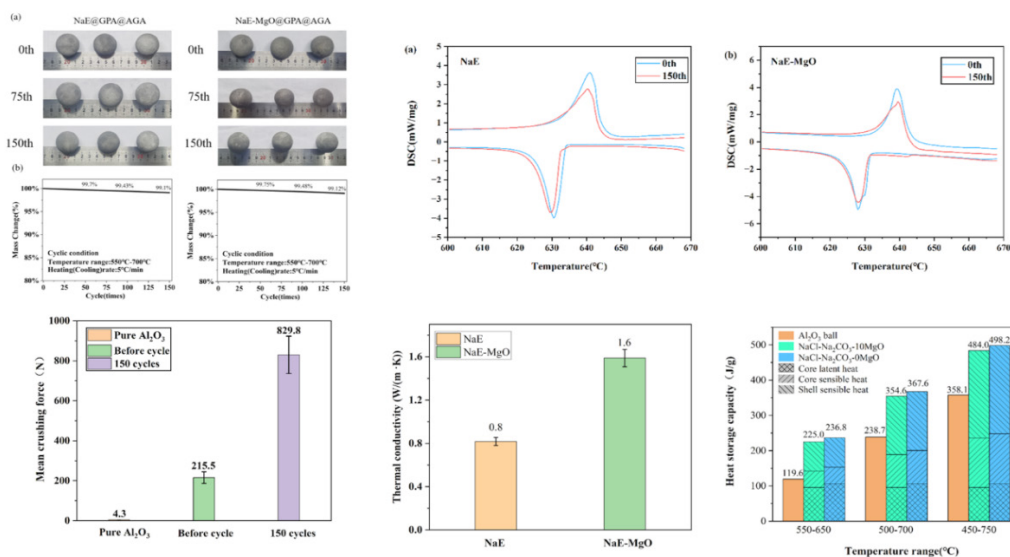 (a)
NaE@GPA@AGA
NaE-MgO@GPA@AGA
0th
0th
75th
75th
150th
150th
(b)
100%
95%
90%
85%
80%
Mass Change(%)
99.7%
99.43%
99.1%
Cyclic condition
Temperature range:550°C-700°C
Heating(Cooling)rate:5°C/min
0 25 50 75 100 125 150
Cycle(times)
100%
95%
90%
85%
80%
Mass Change(%)
99.75%
99.48%
99.12%
Cyclic condition
Temperature range:550°C-700°C
Heating(Cooling)rate:5°C/min
0 25 50 75 100 125 150
Cycle(times)
(a)
NaE
0th
150th
5
4
3
2
1
0
-1
-2
-3
-4
-5
DSC(mW/mg)
600 610 620 630 640 650 660 670
Temperature(°C)
(b)
NaE-MgO
0th
150th
6
4
2
0
-2
-4
-6
DSC(mW/mg)
600 610 620 630 640 650 660 670
Temperature(°C)
1000
800
600
400
200
0
Mean crushing force（N）
Pure Al₂O₃
Before cycle
150 cycles
4.3
215.5
829.8
Pure Al₂O₃
Before cycle
150 cycles
Thermal conductivity (W/(m·K)
1.6
1.2
0.8
0.4
0.0
NaE
NaE-MgO
0.8
1.6
NaE
NaE-MgO
Heat storage capacity (J/g)
500
400
300
200
100
0
Al₂O₃ ball
NaCl-Na₂CO₃-10MgO
NaCl-Na₂CO₃-0MgO
Core latent heat
Core sensible heat
Shell sensible heat
119.6
225.0
236.8
238.7
354.6
367.6
358.1
484.0
498.2
550-650
500-700
450-750
Temperature range(°C)